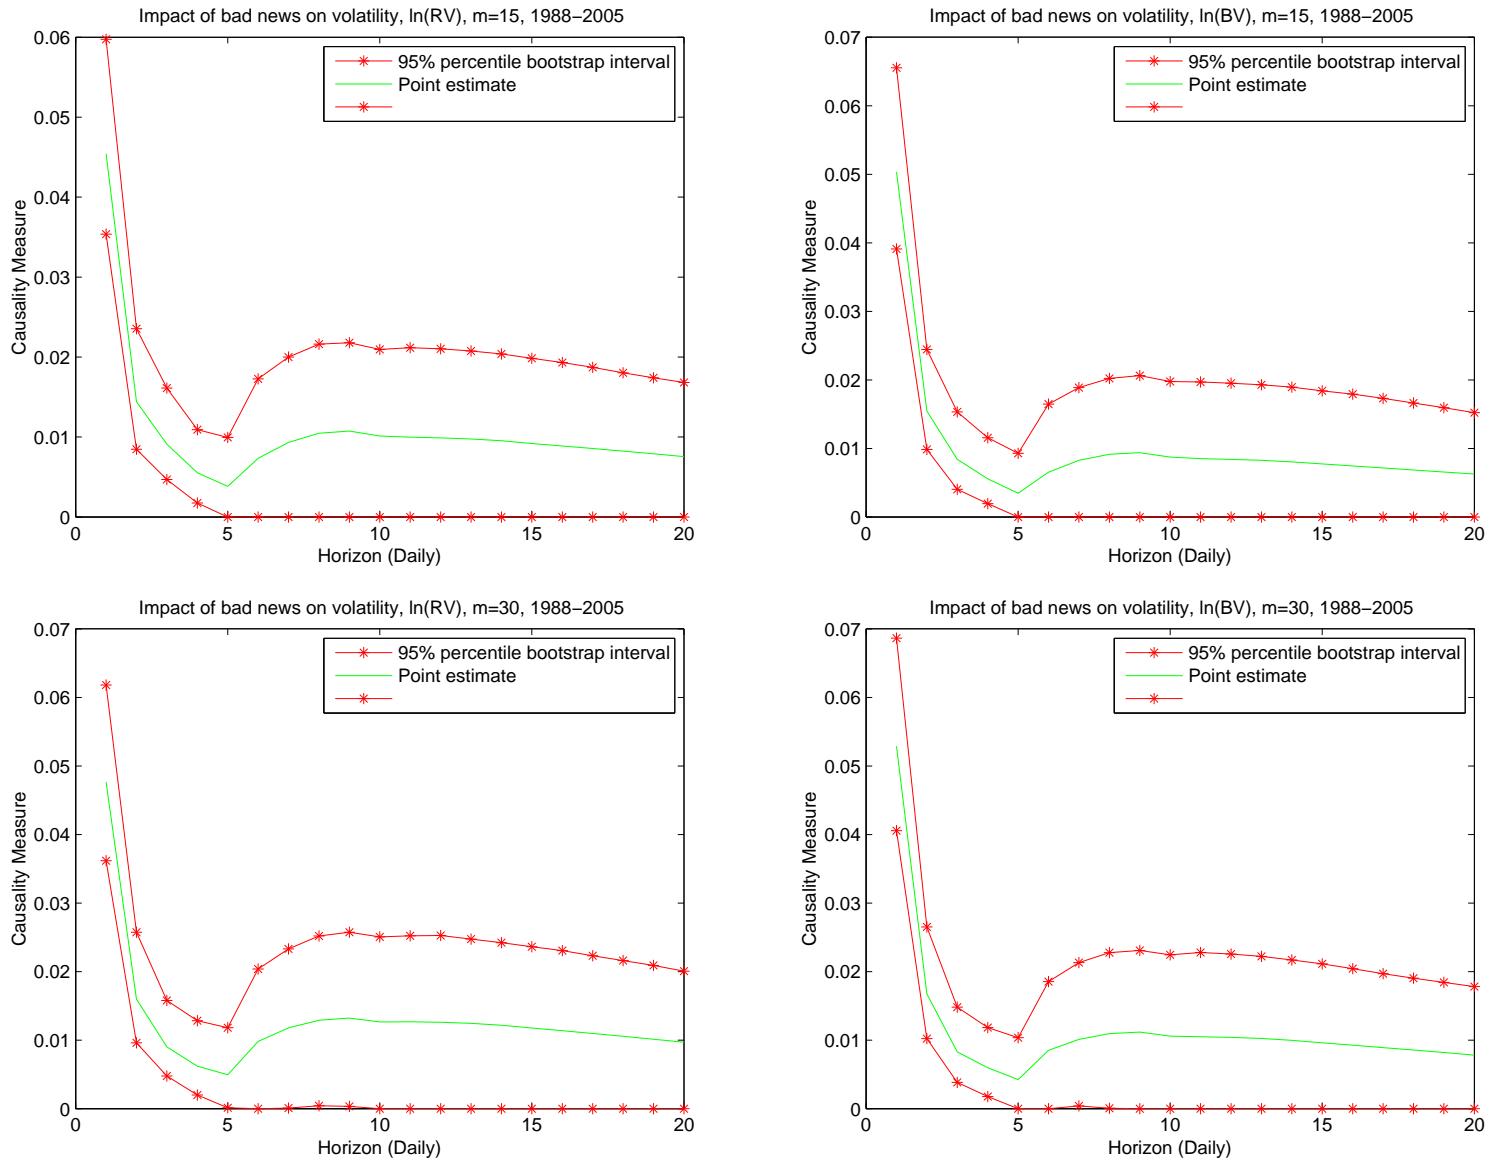 Impact of bad news on volatility, ln(RV), m=15, 1988−2005
0.06
0.05
0.04
0.03
0.02
0.01
0
Causality Measure
95% percentile bootstrap interval
Point estimate
0 5 10 15 20
Horizon (Daily)
Impact of bad news on volatility, ln(BV), m=15, 1988−2005
0.07
0.06
0.05
0.04
0.03
0.02
0.01
0
Causality Measure
95% percentile bootstrap interval
Point estimate
0 5 10 15 20
Horizon (Daily)
Impact of bad news on volatility, ln(RV), m=30, 1988−2005
0.07
0.06
0.05
0.04
0.03
0.02
0.01
0
Causality Measure
95% percentile bootstrap interval
Point estimate
0 5 10 15 20
Horizon (Daily)
Impact of bad news on volatility, ln(BV), m=30, 1988−2005
0.07
0.06
0.05
0.04
0.03
0.02
0.01
0
Causality Measure
95% percentile bootstrap interval
Point estimate
0 5 10 15 20
Horizon (Daily)